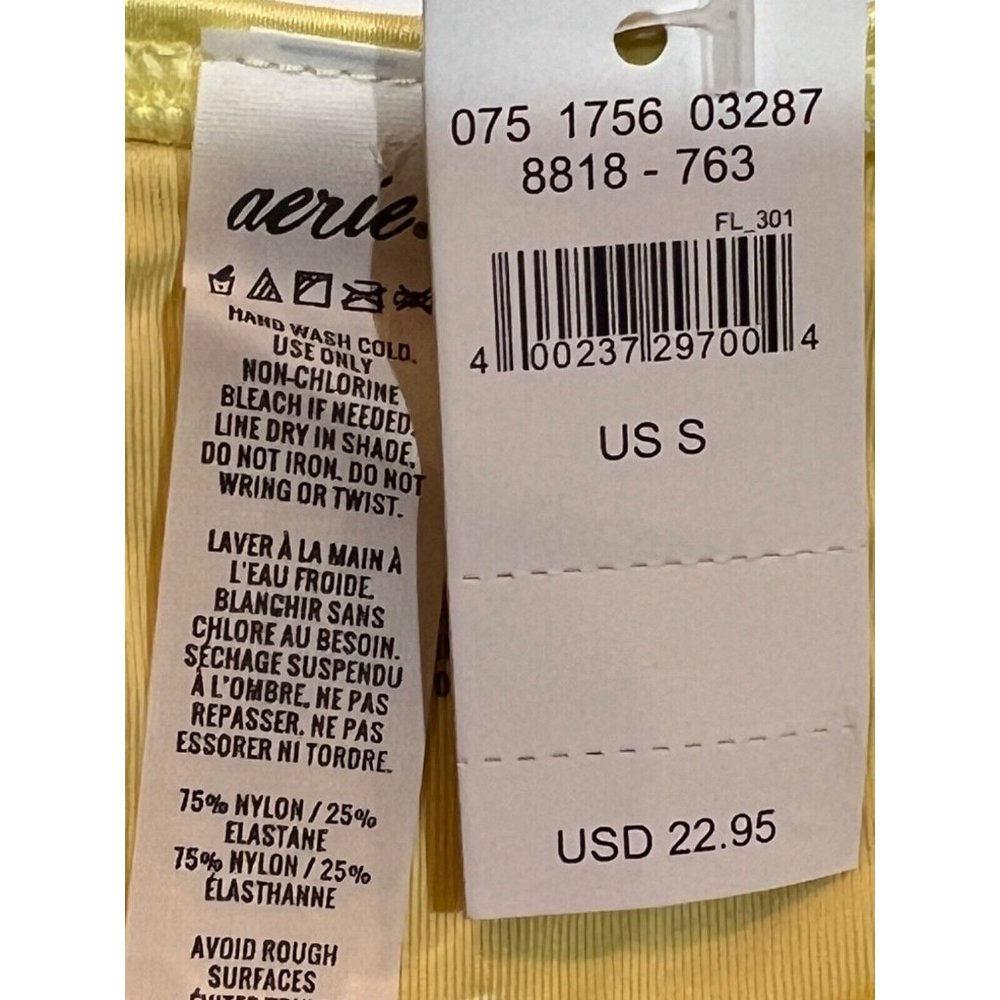 aerie
HAND WASH COLD.
USE ONLY
NON-CHLORINE
BLEACH IF NEEDED.
LINE DRY IN SHADE.
DO NOT IRON. DO NOT
WRING OR TWIST.
LAVER À LA MAIN À
L'EAU FROIDE.
BLANCHIR SANS
CHLORE AU BESOIN.
SÉCHAGE SUSPENDU
À L'OMBRE. NE PAS
REPASSER. NE PAS
ESSORER NI TORDRE.
75% NYLON / 25%
ELASTANE
75% NYLON / 25%
ÉLASTHANNE
AVOID ROUGH
SURFACES
075 1756 03287
8818 - 763
FL_301
4 00237 29700 4
US S
USD 22.95